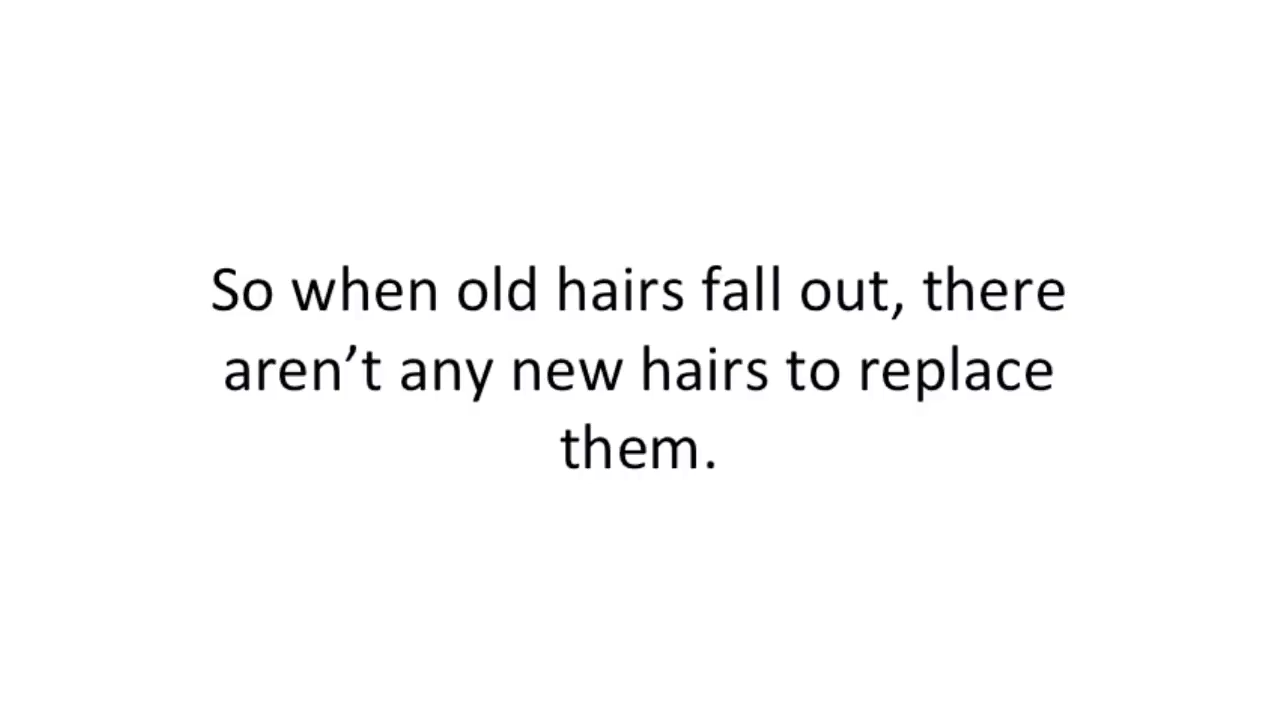 So when old hairs fall out, there
aren’t any new hairs to replace
them.